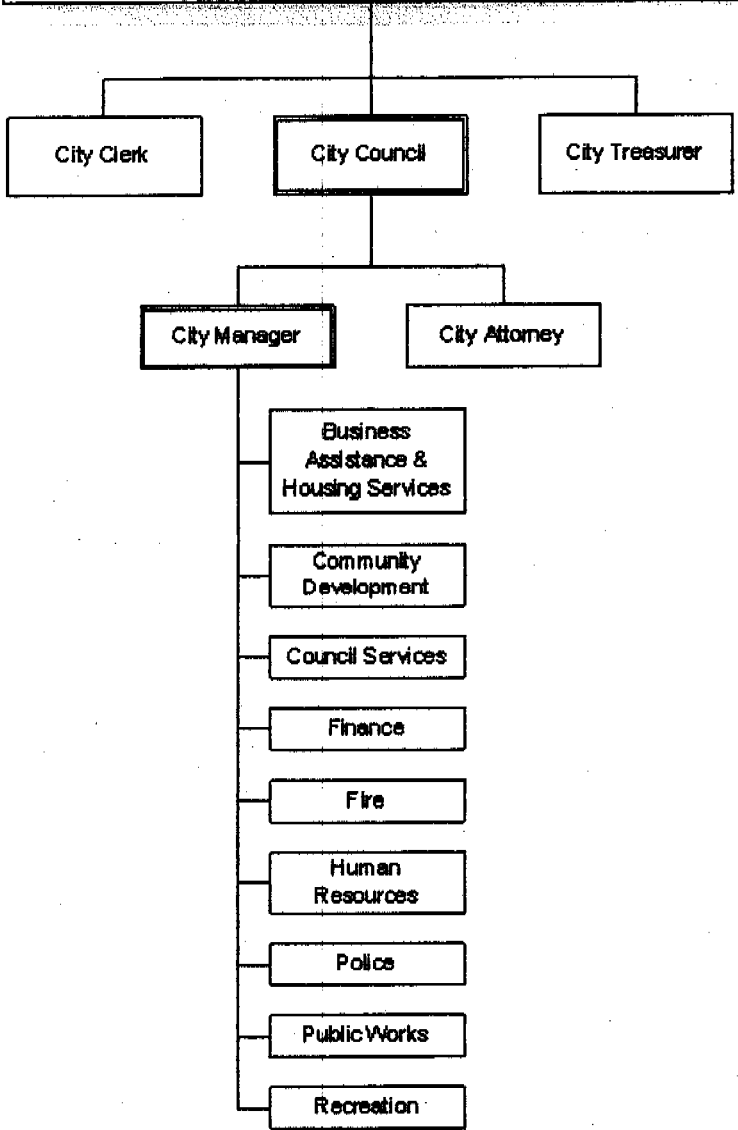 City Clerk
City Council
City Treasurer
City Manager
City Attorney
Business
Assistance &
Housing Services
Community
Development
Council Services
Finance
Fire
Human
Resources
Police
Public Works
Recreation